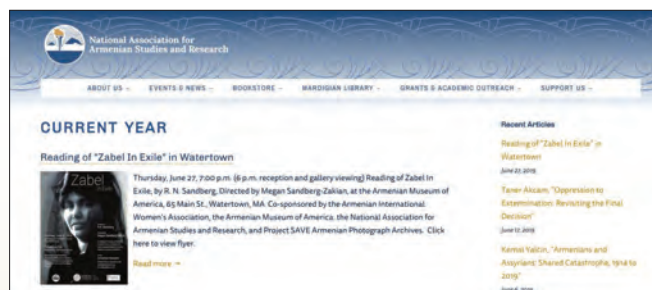 National Association for
Armenian Studies and Research
ABOUT US
EVENTS & NEWS
BOOKSTORE
MARDIGIAN LIBRARY
GRANTS & ACADEMIC OUTREACH
SUPPORT US
CURRENT YEAR
Reading of "Zabel In Exile" in Watertown
Zabel
Thursday, June 27, 7:00 p.m. (6 p.m. reception and gallery viewing) Reading of Zabel In
Exile, by R. N. Sandberg, Directed by Megan Sandberg-Zakian, at the Armenian Museum of
America, 65 Main St., Watertown, MA. Co-sponsored by the Armenian International
Women's Association, the Armenian Museum of America, the National Association for
Armenian Studies and Research, and Project SAVE Armenian Photograph Archives. Click
here to view flyer.
Read more →
Recent Articles
Reading of "Zabel In Exile" in
Watertown
June 27, 2019
Taner Akcam, "Oppression to
Extermination: Revisiting the Final
Decision"
2019
Kemal Yalcin, "Armenians and
Assyrians: Shared Catastrophe, 1914 to
2019"